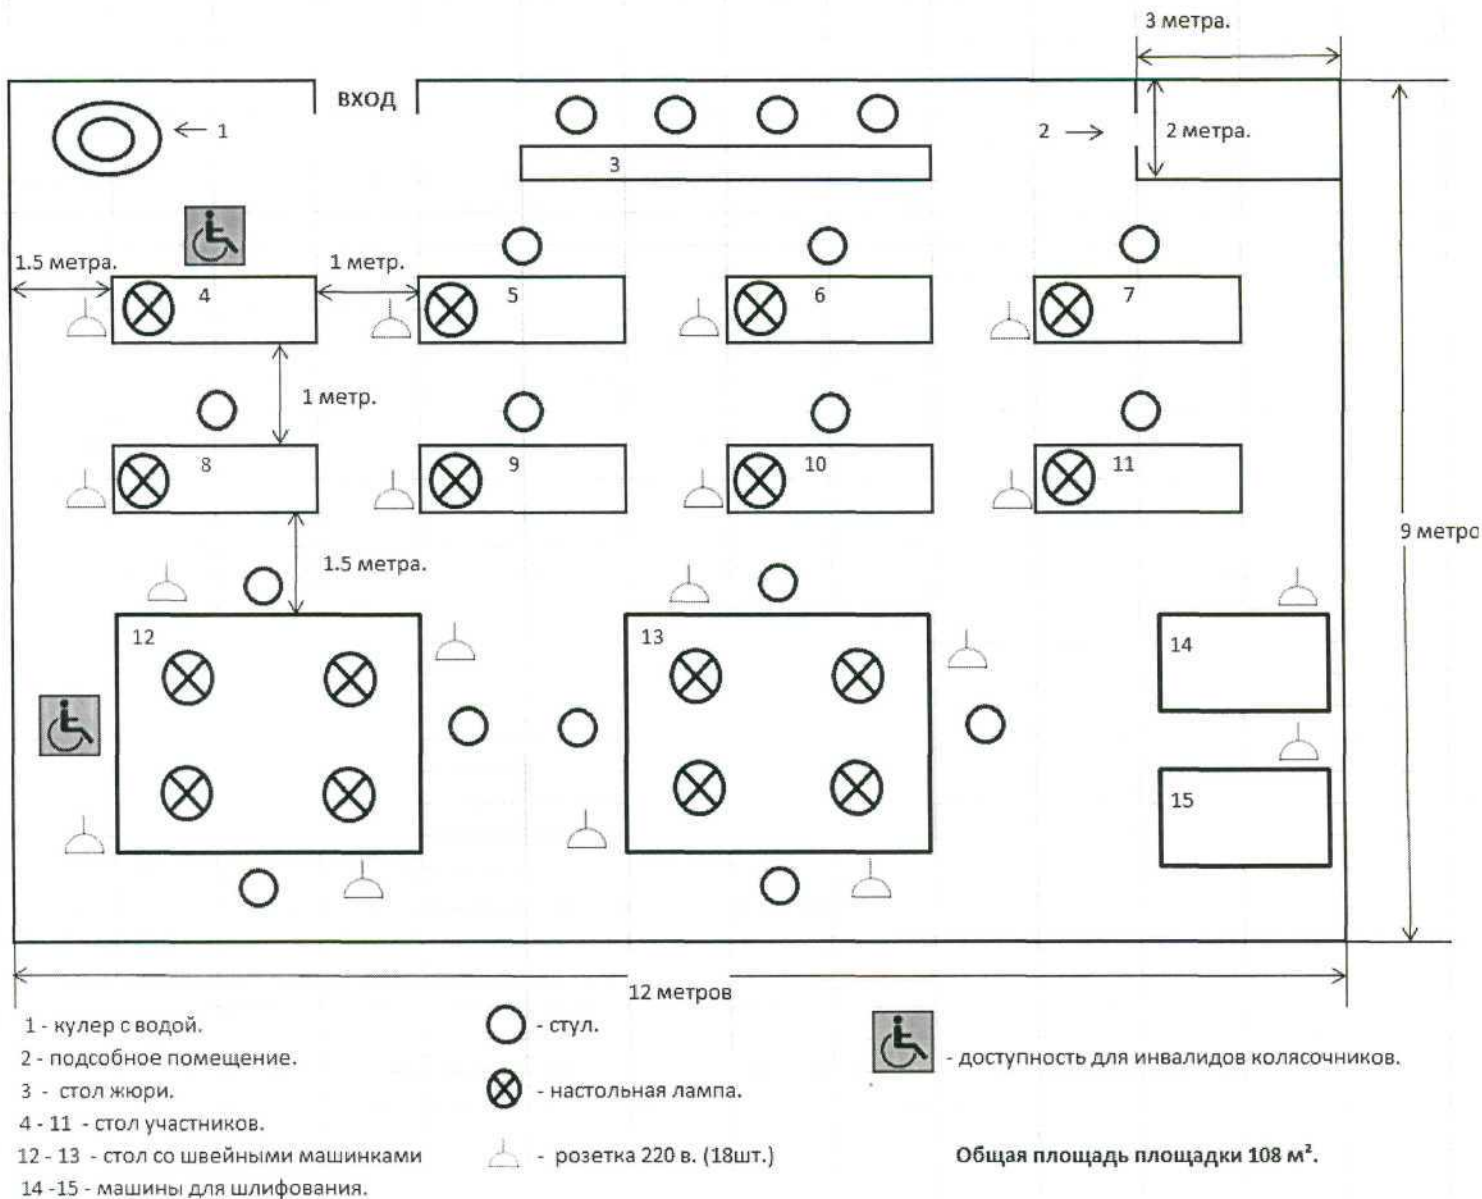 3 метра.
ВХОД
1
3
2
2 метра.
1.5 метра.
1 метр.
4
5
6
7
1 метр.
8
9
10
11
9 метро
1.5 метра.
12
13
14
15
12 метров
1 - кулер с водой.
2 - подсобное помещение.
3 - стол жюри.
4 - 11 - стол участников.
12 - 13 - стол со швейными машинками
14 -15 - машины для шлифования.
- стул.
- настольная лампа.
- розетка 220 в. (18шт.)
- доступность для инвалидов колясочников.
Общая площадь площадки 108 м².